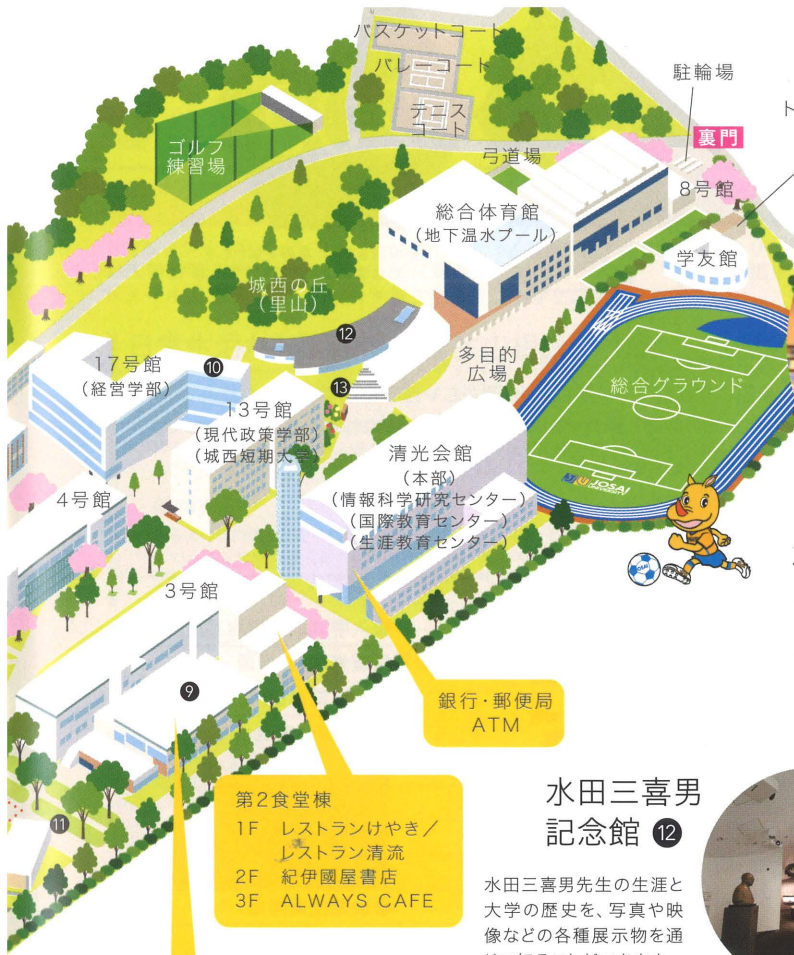 バスケットコート
バレーコート
テニス
コート
駐輪場
ト
裏門
ゴルフ
練習場
弓道場
8号館
総合体育館
(地下温水プール)
学友館
城西の丘
(里山)
12
17号館
(経営学部)
10
多目的
広場
13
総合グラウンド
13号館
(現代政策学部)
(城西短期大学)
清光会館
(本部)
(情報科学研究センター)
(国際教育センター)
(生涯教育センター)
JU JOSAI
UNIVERSITY
4号館
3号館
9
銀行・郵便局
ATM
第2食堂棟
1F レストランけやき/
レストラン清流
2F 紀伊國屋書店
3F ALWAYS CAFE
11
水田三喜男
記念館 12
水田三喜男先生の生涯と
大学の歴史を、写真や映
像などの各種展示物を通